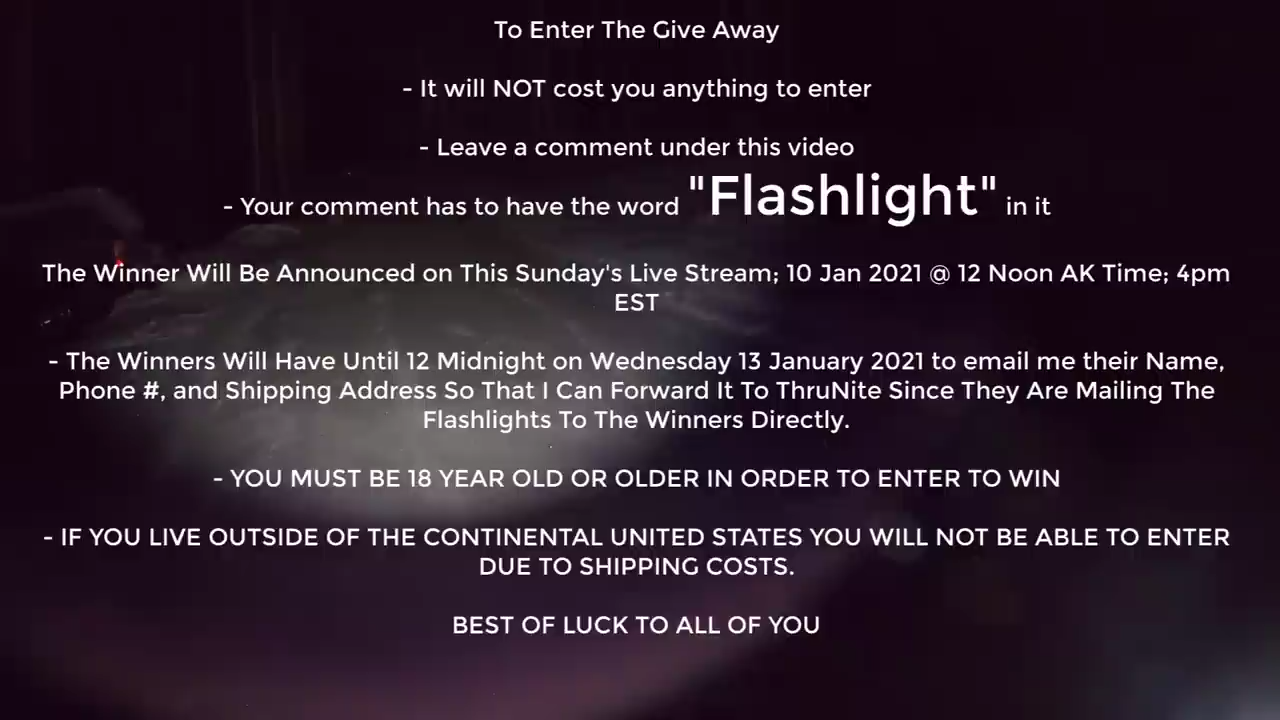 To Enter The Give Away
- It will NOT cost you anything to enter
- Leave a comment under this video
- Your comment has to have the word "Flashlight" in it
The Winner Will Be Announced on This Sunday's Live Stream; 10 Jan 2021 @ 12 Noon AK Time; 4pm
EST
- The Winners Will Have Until 12 Midnight on Wednesday 13 January 2021 to email me their Name,
Phone #, and Shipping Address So That I Can Forward It To ThruNite Since They Are Mailing The
Flashlights To The Winners Directly.
- YOU MUST BE 18 YEAR OLD OR OLDER IN ORDER TO ENTER TO WIN
- IF YOU LIVE OUTSIDE OF THE CONTINENTAL UNITED STATES YOU WILL NOT BE ABLE TO ENTER
DUE TO SHIPPING COSTS.
BEST OF LUCK TO ALL OF YOU